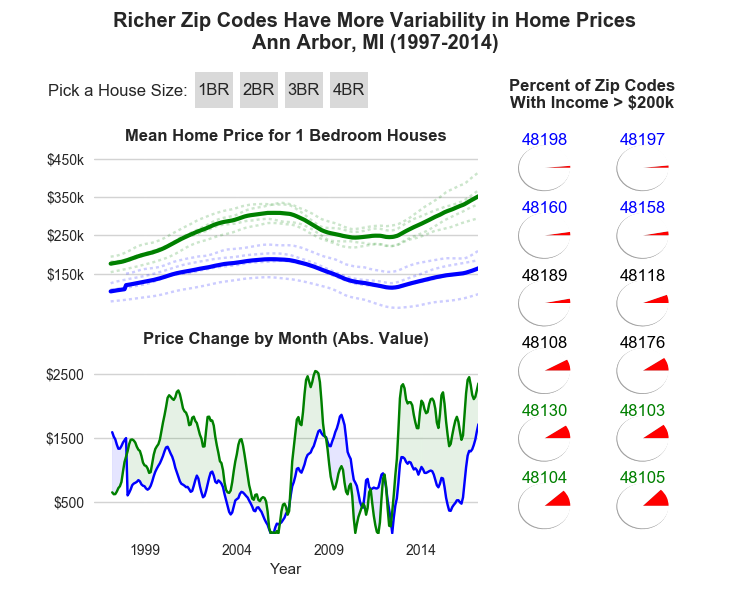 Richer Zip Codes Have More Variability in Home Prices
Ann Arbor, MI (1997-2014)
Pick a House Size: 1BR 2BR 3BR 4BR
Mean Home Price for 1 Bedroom Houses
$450k
$350k
$250k
$150k
Price Change by Month (Abs. Value)
$2500
$1500
$500
1999 2004 2009 2014
Year
Percent of Zip Codes
With Income > $200k
48198 48197
48160 48158
48189 48118
48108 48176
48130 48103
48104 48105